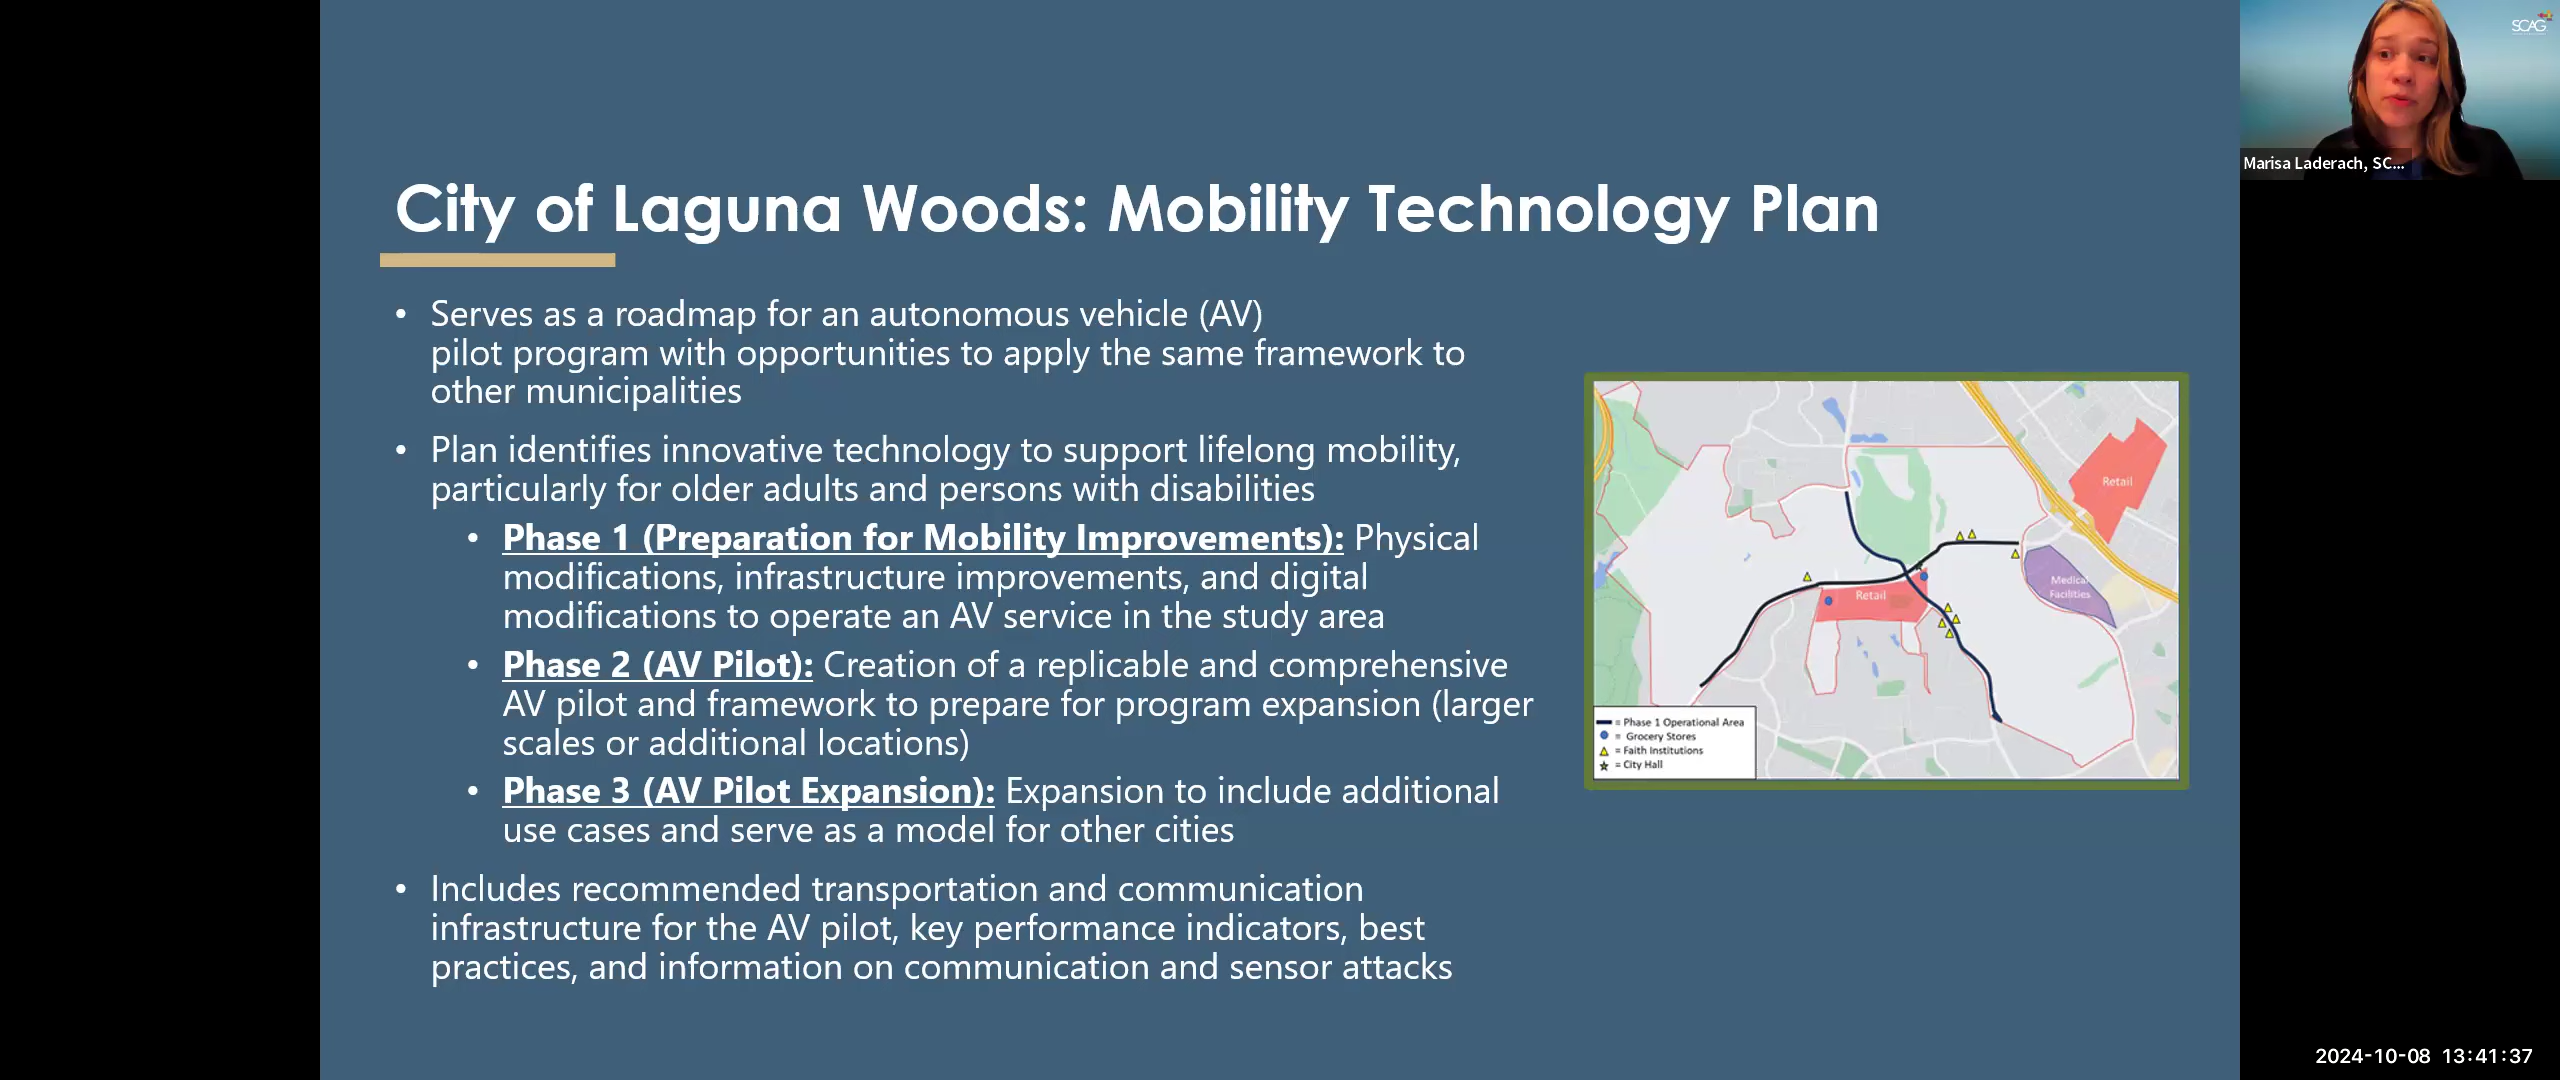 City of Laguna Woods: Mobility Technology Plan
• Serves as a roadmap for an autonomous vehicle (AV)
pilot program with opportunities to apply the same framework to
other municipalities
• Plan identifies innovative technology to support lifelong mobility,
particularly for older adults and persons with disabilities
• Phase 1 (Preparation for Mobility Improvements): Physical
modifications, infrastructure improvements, and digital
modifications to operate an AV service in the study area
• Phase 2 (AV Pilot): Creation of a replicable and comprehensive
AV pilot and framework to prepare for program expansion (larger
scales or additional locations)
• Phase 3 (AV Pilot Expansion): Expansion to include additional
use cases and serve as a model for other cities
• Includes recommended transportation and communication
infrastructure for the AV pilot, key performance indicators, best
practices, and information on communication and sensor attacks
Retail
Medical
Facilities
Retail
= Phase 1 Operational Area
= Grocery Stores
= Faith Institutions
= City Hall
SCAG
Marisa Laderach, SC...
2024-10-08 13:41:37